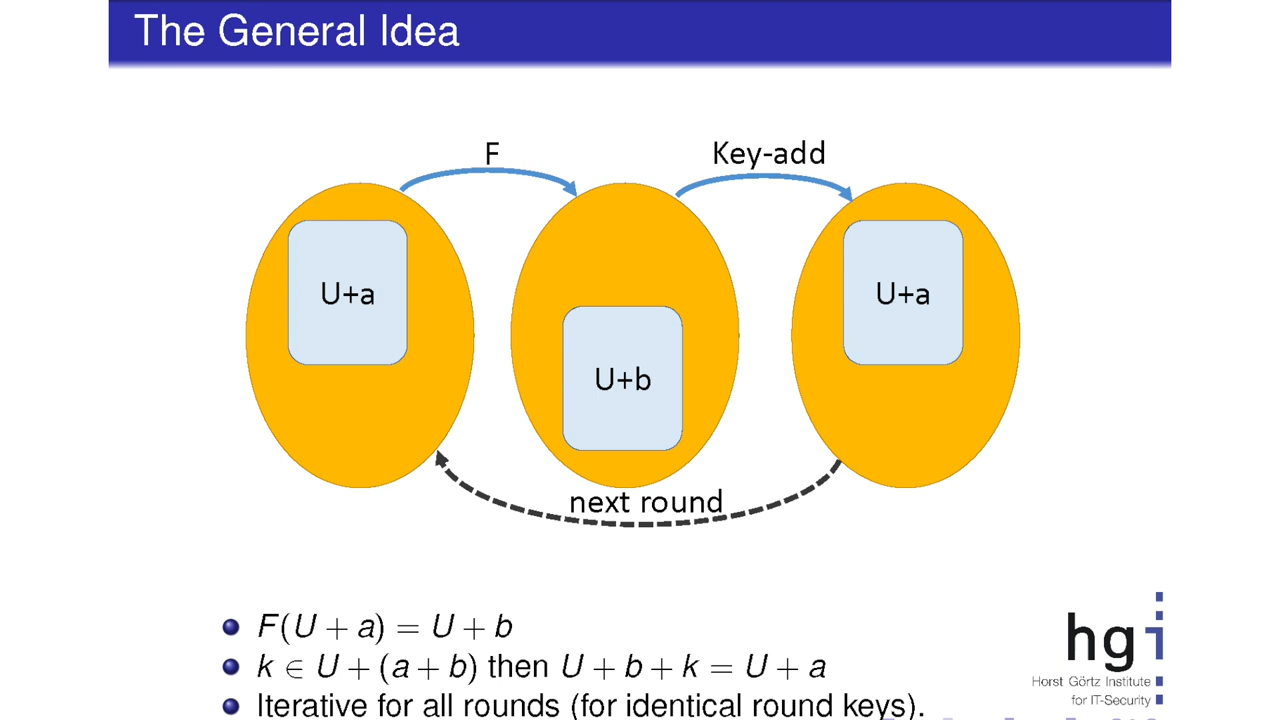 The General Idea
F
Key-add
U+a
U+a
U+b
next round
F(U + a) = U + b
k ∈ U + (a + b) then U + b + k = U + a
Iterative for all rounds (for identical round keys).
hgi
Horst Görtz Institute
for IT-Security